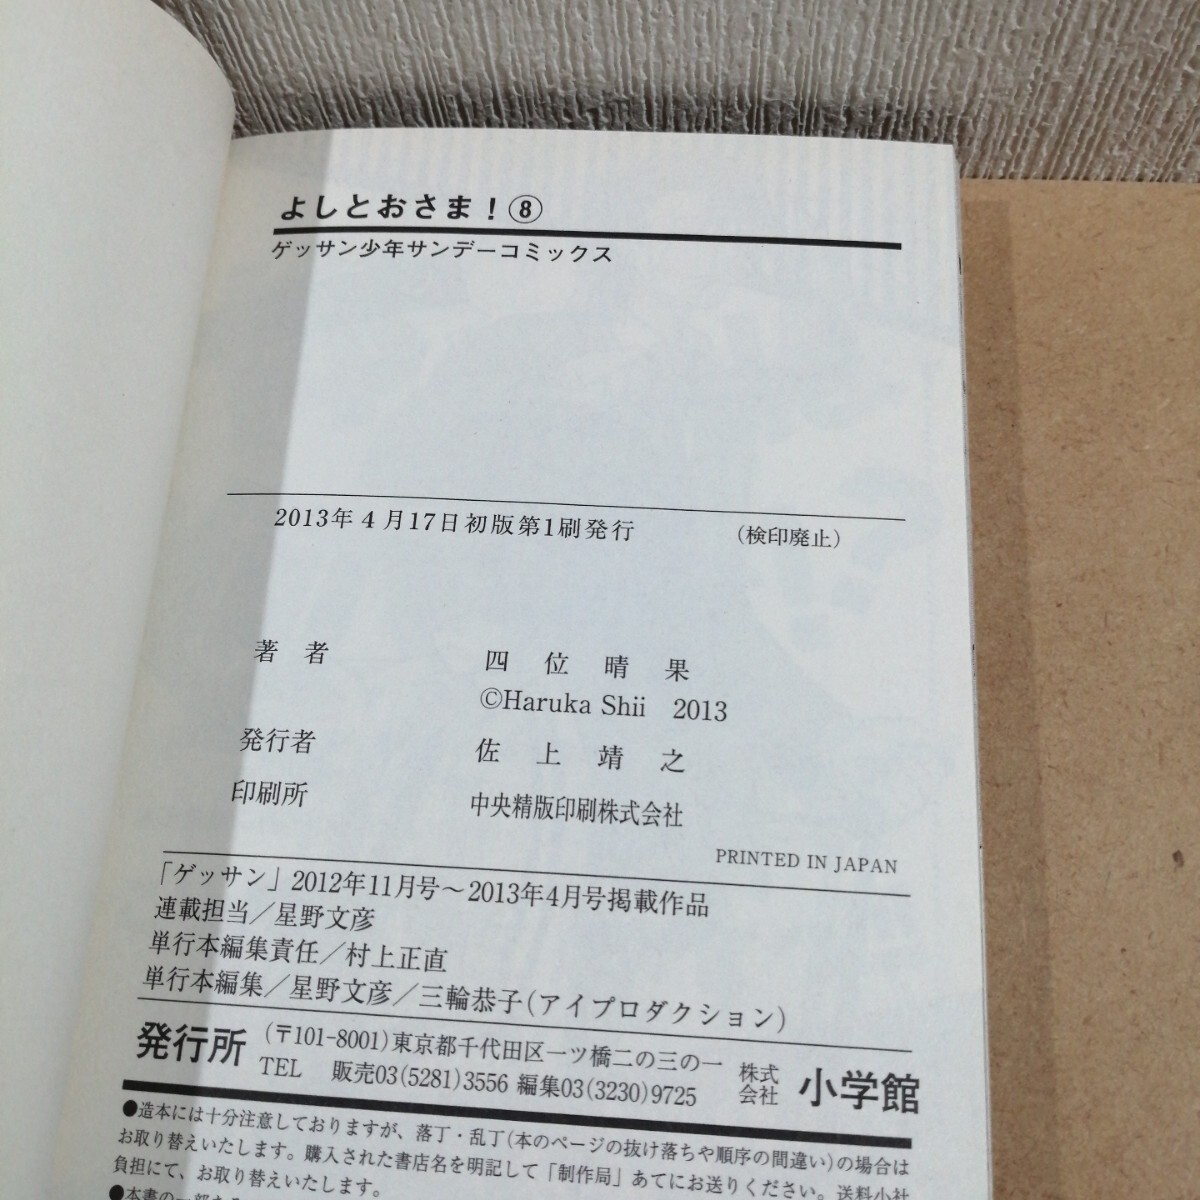 よしとおさま！⑧
ゲッサン少年サンデーコミックス
2013年4月17日初版第1刷発行 （検印廃止）
著者 四位晴果
©Haruka Shii 2013
発行者 佐上靖之
印刷所 中央精版印刷株式会社
PRINTED IN JAPAN
「ゲッサン」2012年11月号～2013年4月号掲載作品
連載担当／星野文彦
単行本編集責任／村上正直
単行本編集／星野文彦／三輪恭子(アイプロダクション)
発行所 (〒101-8001)東京都千代田区一ツ橋二の三の一 株式会社 小学館
TEL 販売03(5281)3556 編集03(3230)9725
●造本には十分注意しておりますが、落丁・乱丁(本のページの抜け落ちや順序の間違い)の場合は
お取り替えいたします。購入された書店名を明記して「制作局」あてにお送りください。送料小社
負担にて、お取り替えいたします。
●本書の一部